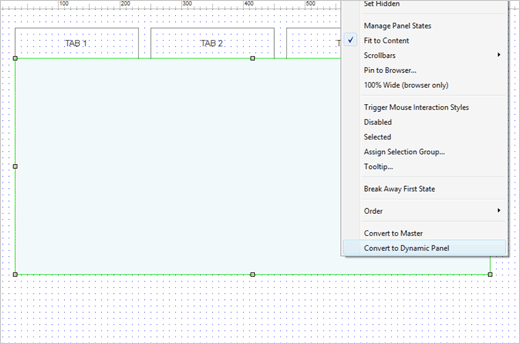 100 200 300 500
Set Hidden
Manage Panel States
Fit to Content
Scrollbars
Pin to Browser...
100% Wide (browser only)
Trigger Mouse Interaction Styles
Disabled
Selected
Assign Selection Group...
Tooltip...
Break Away First State
Order
Convert to Master
Convert to Dynamic Panel
TAB 1
TAB 2